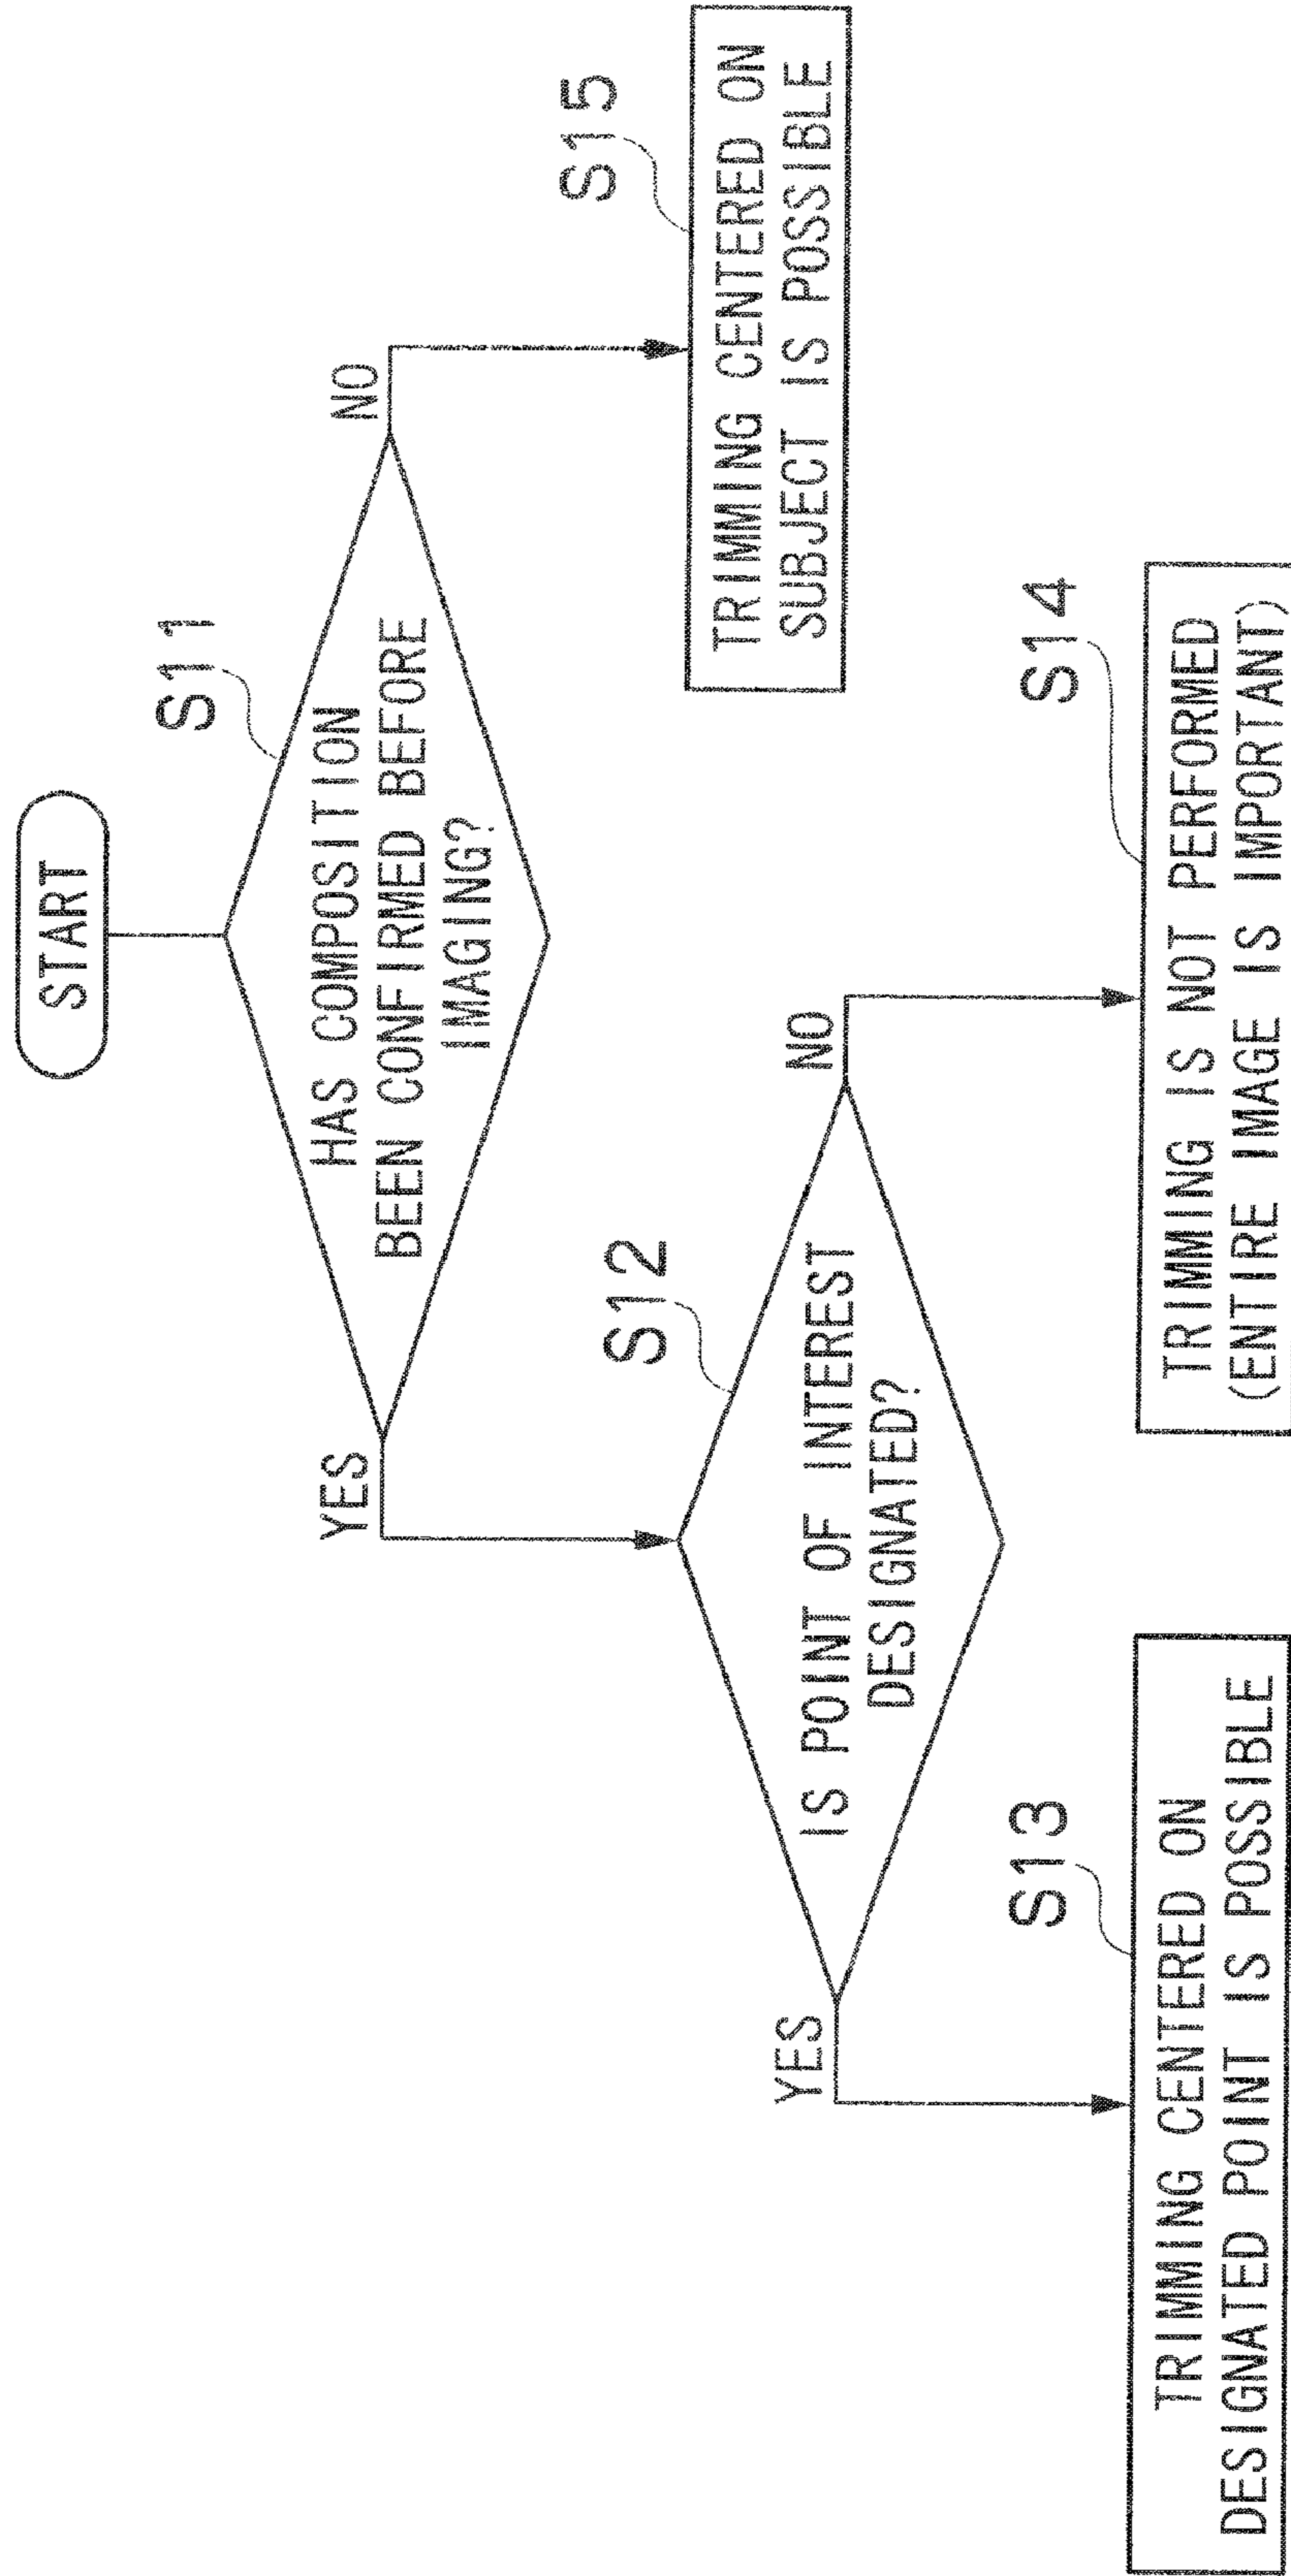 START
S11
HAS COMPOSITION
BEEN CONFIRMED BEFORE
IMAGING?
YES
NO
S12
IS POINT OF INTEREST
DESIGNATED?
S15
TRIMMING CENTERED ON
SUBJECT IS POSSIBLE
YES
NO
S13
TRIMMING CENTERED ON
DESIGNATED POINT IS POSSIBLE
S14
TRIMMING IS NOT PERFORMED
(ENTIRE IMAGE IS IMPORTANT)